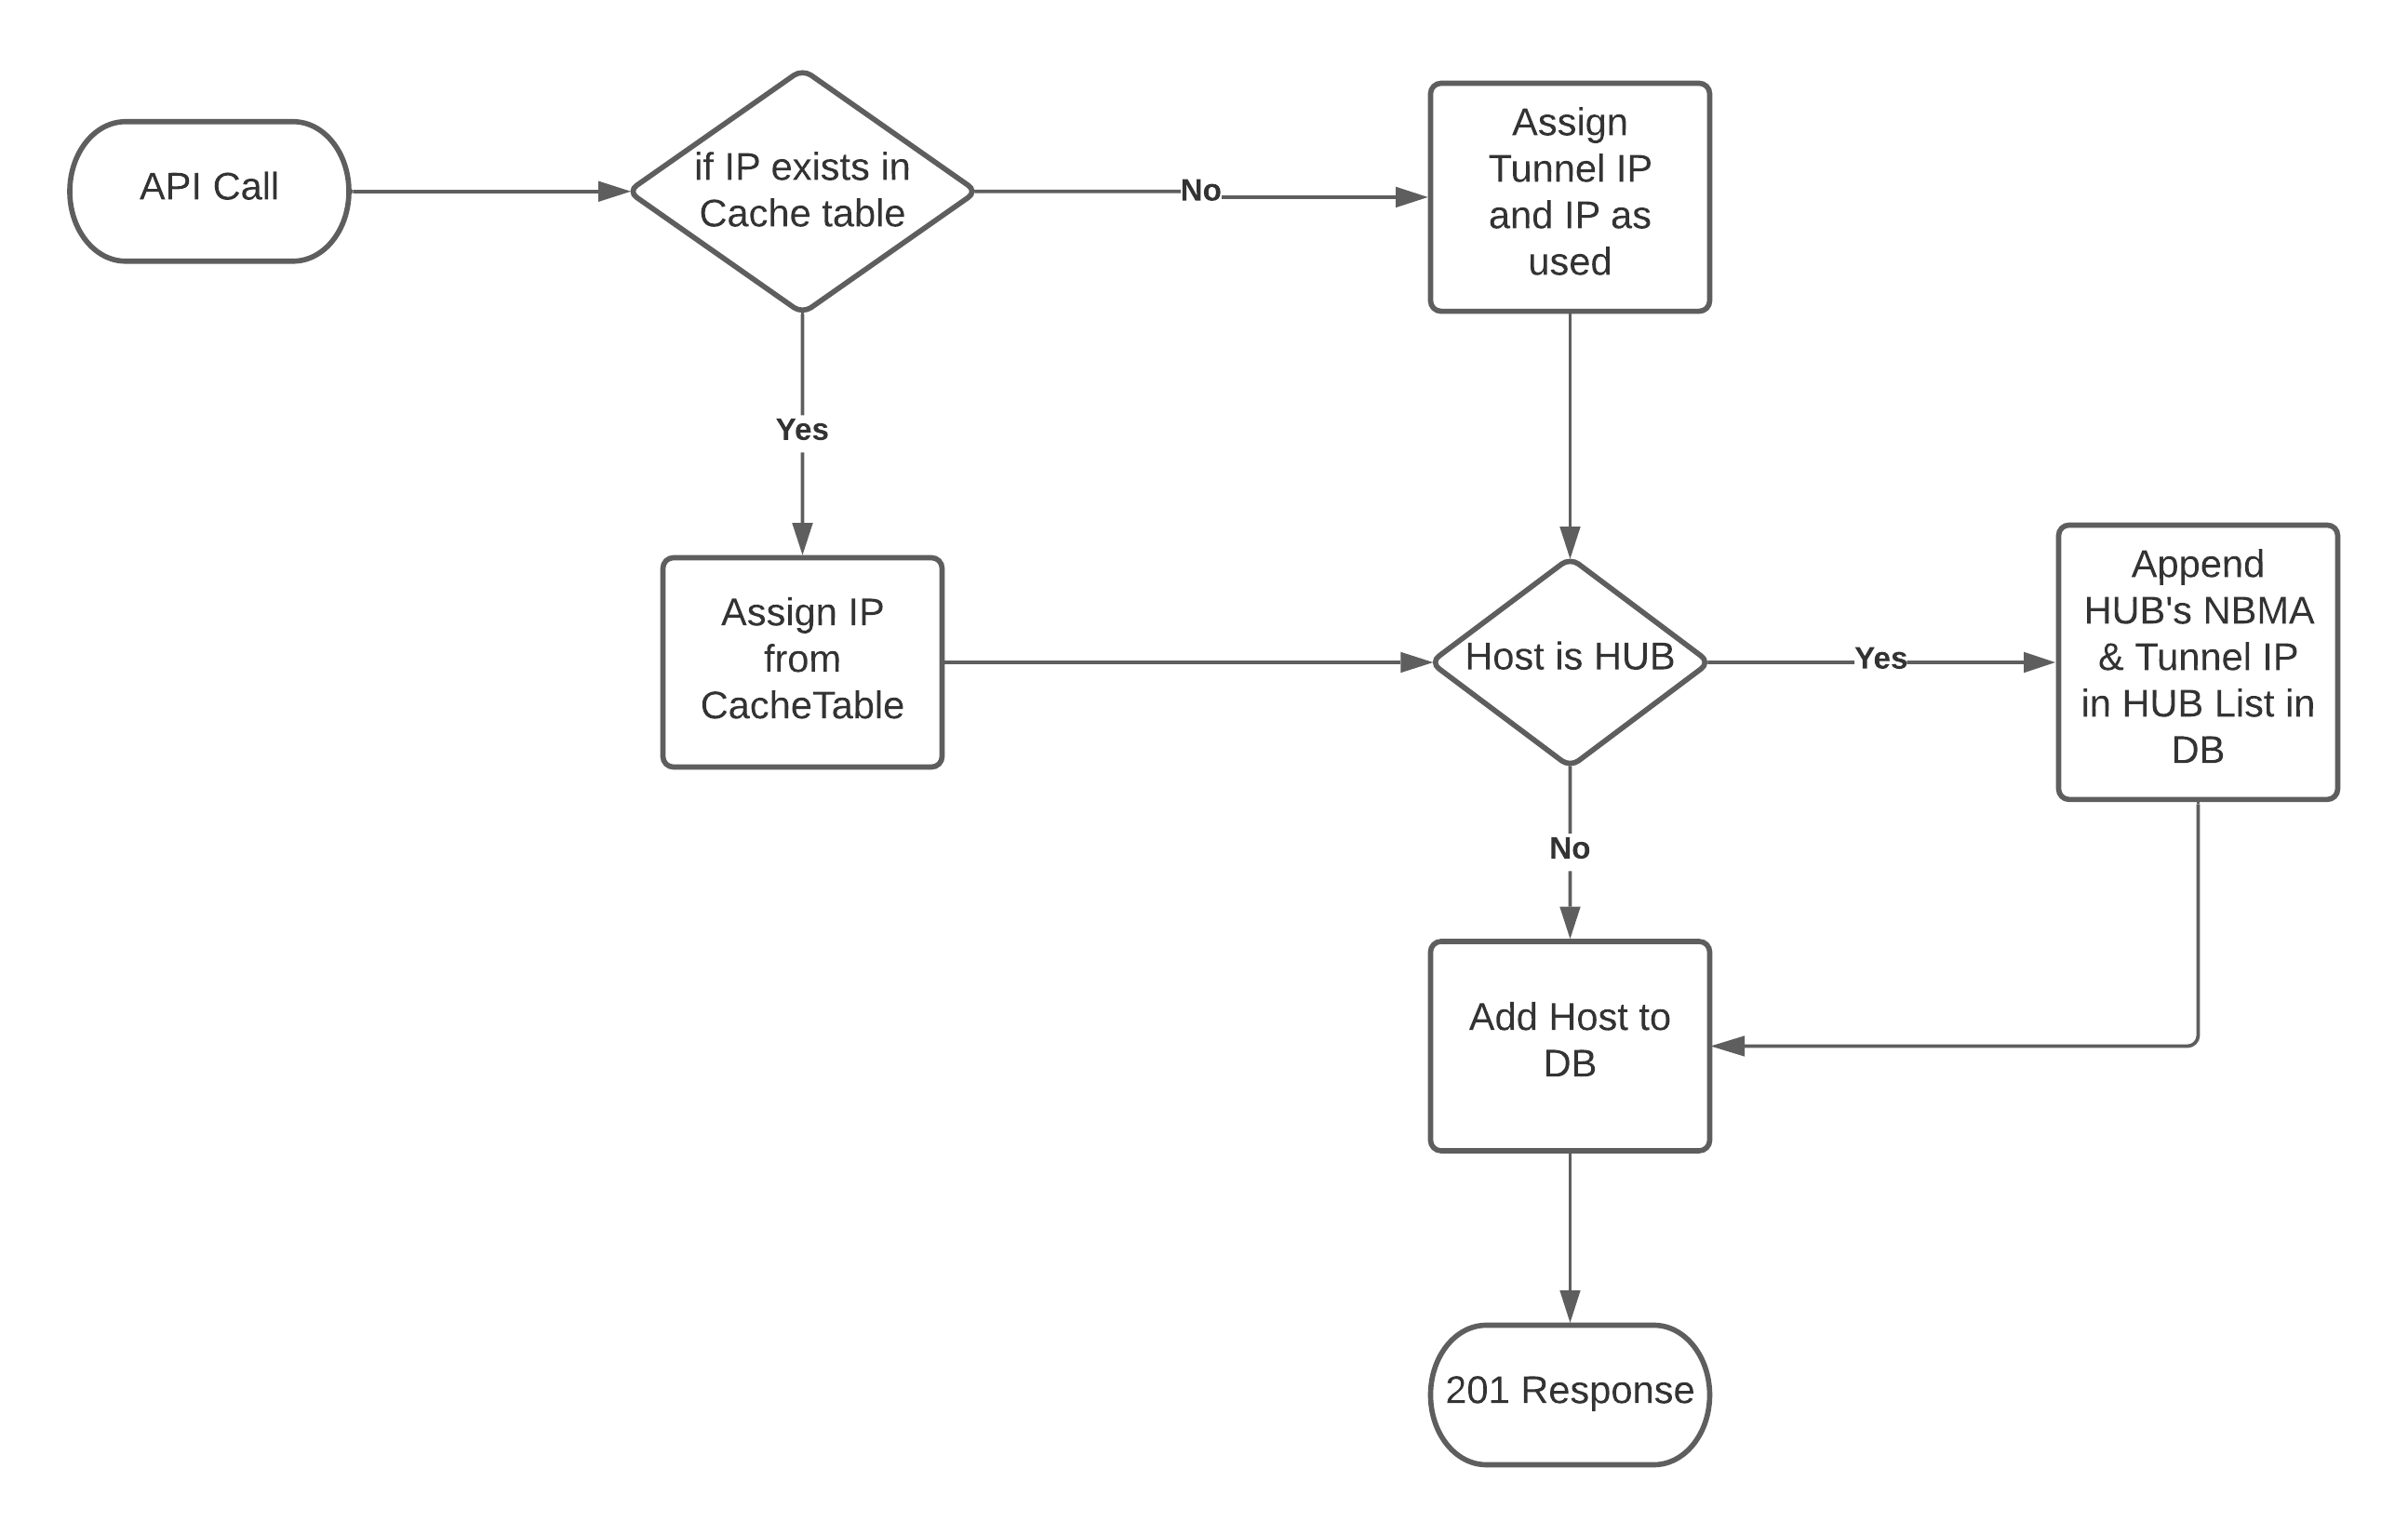 API Call
if IP exists in
Cache table
No
Assign
Tunnel IP
and IP as
used
Yes
Assign IP
from
CacheTable
Host is HUB
Yes
Append
HUB's NBMA
& Tunnel IP
in HUB List in
DB
No
Add Host to
DB
201 Response